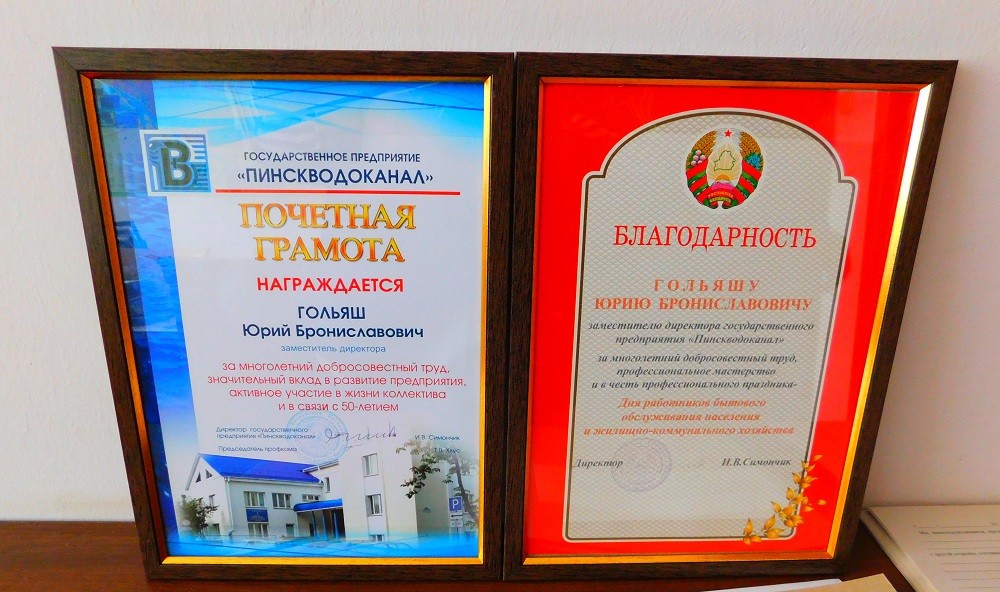 В
ГОСУДАРСТВЕННОЕ ПРЕДПРИЯТИЕ
«ПИНСКВОДОКАНАЛ»
ПОЧЕТНАЯ
ГРАМОТА
НАГРАЖДАЕТСЯ
ГОЛЬЯШ
Юрий Брониславович
заместитель директора
за многолетний добросовестный труд,
значительный вклад в развитие предприятия,
активное участие в жизни коллектива
и в связи с 50-летием
Директор государственного
предприятия «Пинскводоканал»
И.В. Симончик
Председатель профкома
P
БЛАГОДАРНОСТЬ
ГОЛЬЯШУ
ЮРИЮ БРОНИСЛАВОВИЧУ
заместителю директора государственного
предприятия «Пинскводоканал»
за многолетний добросовестный труд,
профессиональное мастерство
и в честь профессионального праздника-
Дня работников бытового
обслуживания населения
и жилищно-коммунального хозяйства
Директор И.В.Симончик